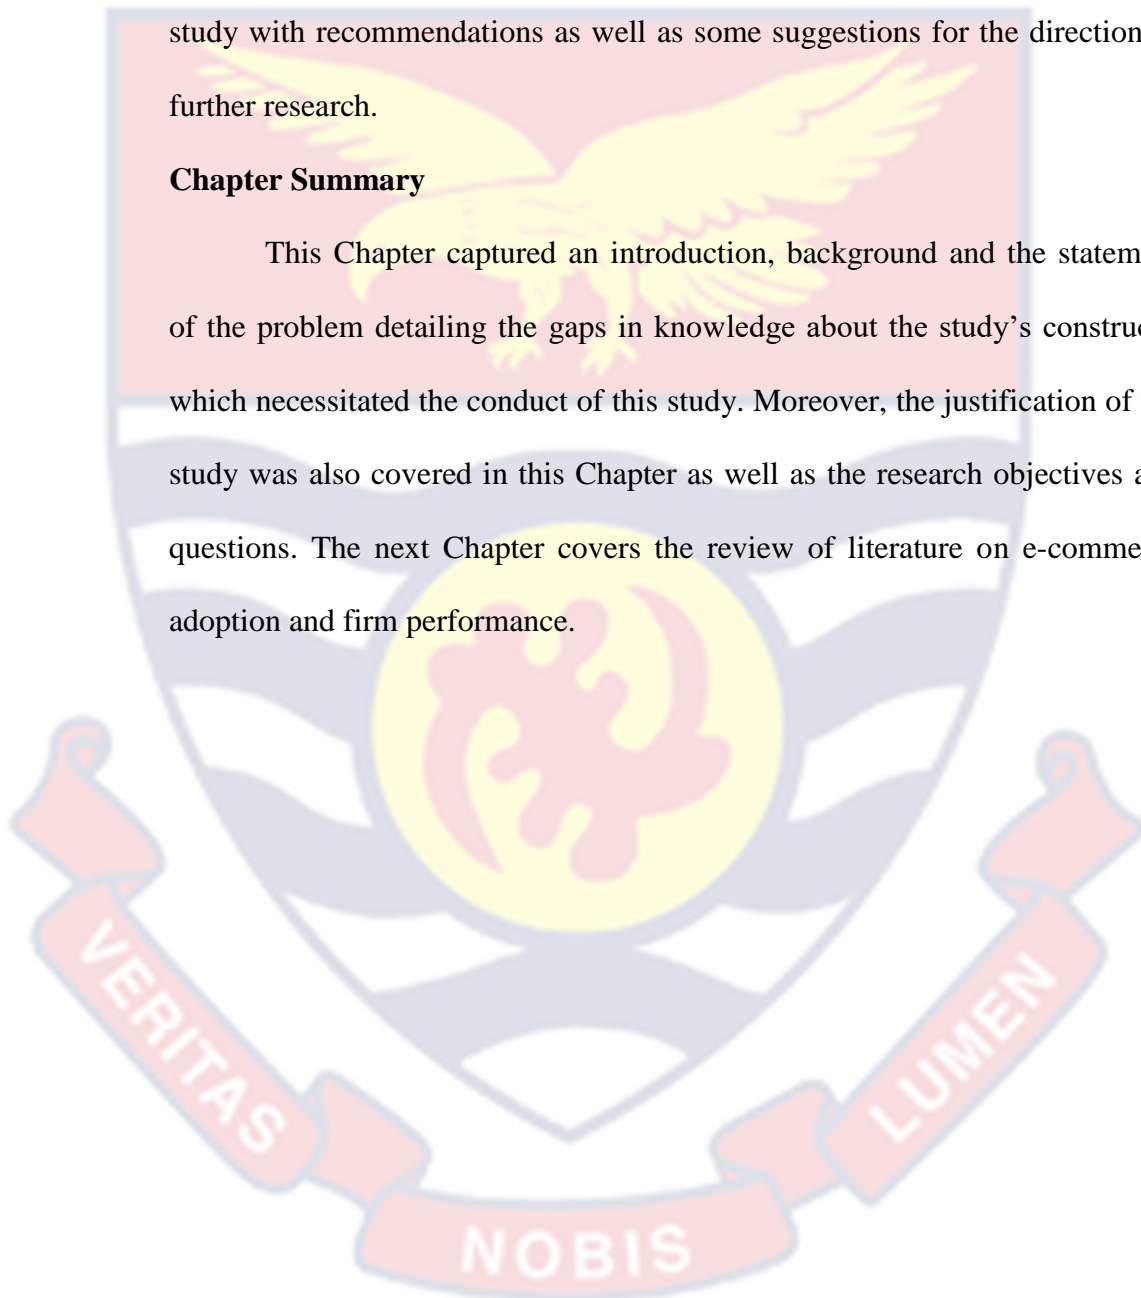 study with recommendations as well as some suggestions for the direction
further research.
Chapter Summary
This Chapter captured an introduction, background and the statem
of the problem detailing the gaps in knowledge about the study’s construc
which necessitated the conduct of this study. Moreover, the justification of
study was also covered in this Chapter as well as the research objectives a
questions. The next Chapter covers the review of literature on e-comme
adoption and firm performance.
VERITAS
NOBIS
LUMEN